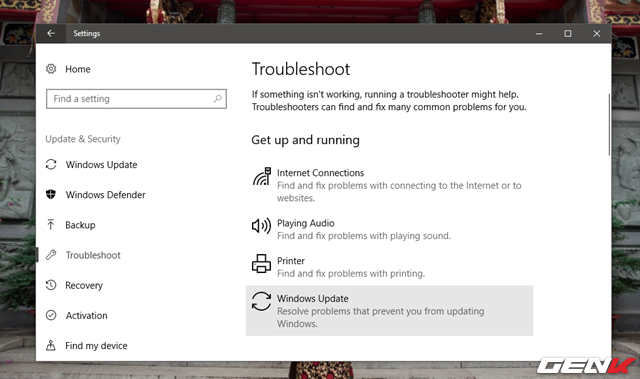 Settings
Home
Find a setting
Update & Security
Windows Update
Windows Defender
Backup
Troubleshoot
Recovery
Activation
Find my device
Troubleshoot
If something isn't working, running a troubleshooter might help.
Troubleshooters can find and fix many common problems for you.
Get up and running
Internet Connections
Find and fix problems with connecting to the Internet or to
websites.
Playing Audio
Find and fix problems with playing sound.
Printer
Find and fix problems with printing.
Windows Update
Resolve problems that prevent you from updating
Windows.
GENK